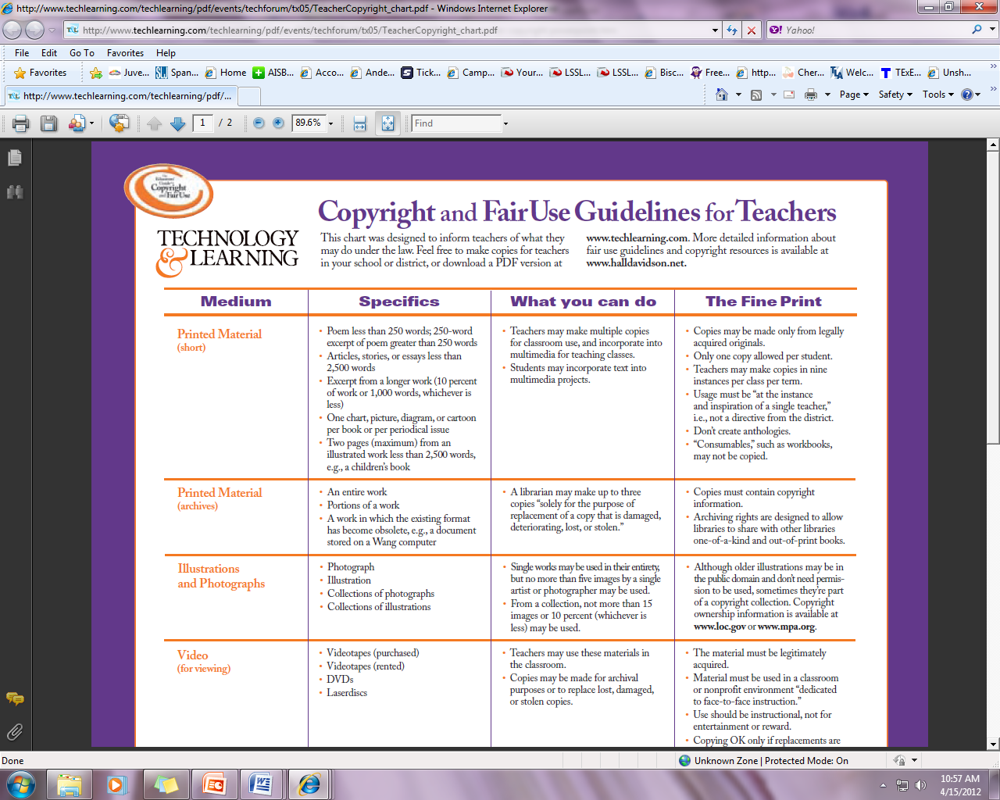 http://www.techlearning.com/techlearning/pdf/events/techforum/tx05/TeacherCopyright_chart.pdf - Windows Internet Explorer
http://www.techlearning.com/techlearning/pdf/events/techforum/tx05/TeacherCopyright_chart.pdf
Yahoo!
File Edit Go To Favorites Help
Favorites Juve... Span... Home AISB... Acco... Ande... Tick... Camp... Your... LSSL... LSSL... Bisc... Free... http... Cher... Welc... TExE... Unsh...
http://www.techlearning.com/techlearning/pdf/...
Page Safety Tools
1 / 2 89.6% Find
Copyright
and Fair Use
TECHNOLOGY
& LEARNING
Copyright and Fair Use Guidelines for Teachers
This chart was designed to inform teachers of what they
may do under the law. Feel free to make copies for teachers
in your school or district, or download a PDF version at
www.techlearning.com. More detailed information about
fair use guidelines and copyright resources is available at
www.halldavidson.net.
Medium Specifics What you can do The Fine Print
Printed Material
(short)
• Poem less than 250 words; 250-word
excerpt of poem greater than 250 words
• Articles, stories, or essays less than
2,500 words
• Excerpt from a longer work (10 percent
of work or 1,000 words, whichever is
less)
• One chart, picture, diagram, or cartoon
per book or per periodical issue
• Two pages (maximum) from an
illustrated work less than 2,500 words,
e.g., a children's book
• Teachers may make multiple copies
for classroom use, and incorporate into
multimedia for teaching classes.
• Students may incorporate text into
multimedia projects.
• Copies may be made only from legally
acquired originals.
• Only one copy allowed per student.
• Teachers may make copies in nine
instances per class per term.
• Usage must be “at the instance
and inspiration of a single teacher,”
i.e., not a directive from the district.
• Don't create anthologies.
• “Consumables,” such as workbooks,
may not be copied.
Printed Material
(archives)
• An entire work
• Portions of a work
• A work in which the existing format
has become obsolete, e.g., a document
stored on a Wang computer
• A librarian may make up to three
copies “solely for the purpose of
replacement of a copy that is damaged,
deteriorating, lost, or stolen.”
• Copies must contain copyright
information.
• Archiving rights are designed to allow
libraries to share with other libraries
one-of-a-kind and out-of-print books.
Illustrations
and Photographs
• Photograph
• Illustration
• Collections of photographs
• Collections of illustrations
• Single works may be used in their entirety,
but no more than five images by a single
artist or photographer may be used.
• From a collection, not more than 15
images or 10 percent (whichever is
less) may be used.
• Although older illustrations may be in
the public domain and don't need permis-
sion to be used, sometimes they're part
of a copyright collection. Copyright
ownership information is available at
www.loc.gov or www.mpa.org.
Video
(for viewing)
• Videotapes (purchased)
• Videotapes (rented)
• DVDs
• Laserdiscs
• Teachers may use these materials in
the classroom.
• Copies may be made for archival
purposes or to replace lost, damaged,
or stolen copies.
• The material must be legitimately
acquired.
• Material must be used in a classroom
or nonprofit environment “dedicated
to face-to-face instruction.”
• Use should be instructional, not for
entertainment or reward.
• Copying OK only if replacements are
Done
Unknown Zone | Protected Mode: On
10:57 AM
4/15/2012